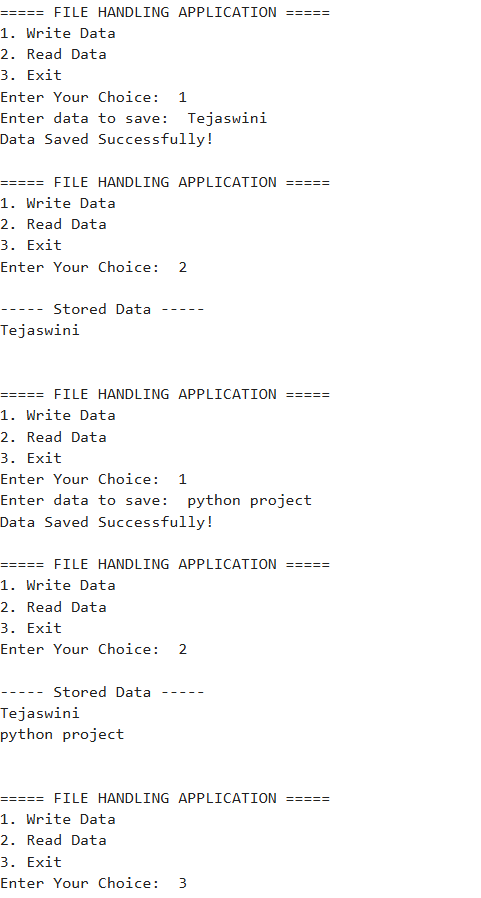 ===== FILE HANDLING APPLICATION =====
1. Write Data
2. Read Data
3. Exit
Enter Your Choice:  1
Enter data to save:  Tejaswini
Data Saved Successfully!

===== FILE HANDLING APPLICATION =====
1. Write Data
2. Read Data
3. Exit
Enter Your Choice:  2

----- Stored Data -----
Tejaswini


===== FILE HANDLING APPLICATION =====
1. Write Data
2. Read Data
3. Exit
Enter Your Choice:  1
Enter data to save:  python project
Data Saved Successfully!

===== FILE HANDLING APPLICATION =====
1. Write Data
2. Read Data
3. Exit
Enter Your Choice:  2

----- Stored Data -----
Tejaswini
python project


===== FILE HANDLING APPLICATION =====
1. Write Data
2. Read Data
3. Exit
Enter Your Choice:  3